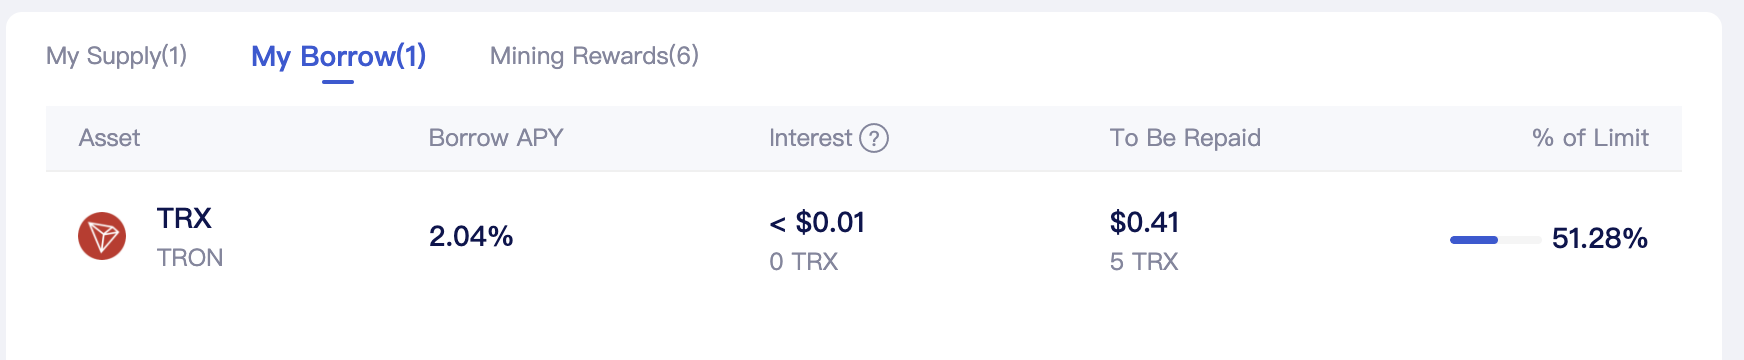 My Supply(1) My Borrow(1) Mining Rewards(6)
Asset Borrow APY Interest ? To Be Repaid % of Limit
TRX 2.04% < $0.01 $0.41 51.28%
TRON 0 TRX 5 TRX